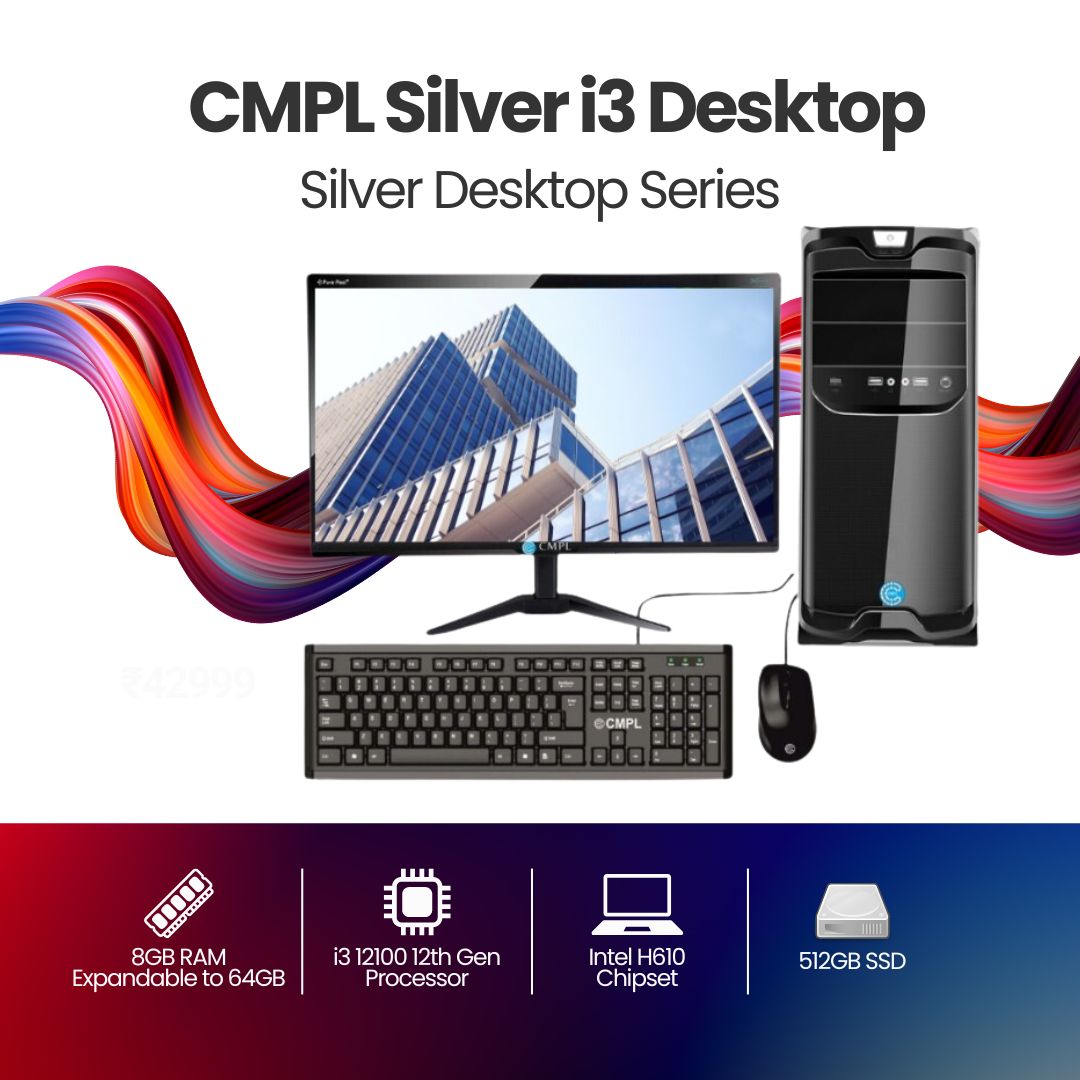 CMPL Silver i3 Desktop
Silver Desktop Series
CMPL
₹42999
CMPL
8GB RAM
Expandable to 64GB
i3 12100 12th Gen
Processor
Intel H610
Chipset
512GB SSD